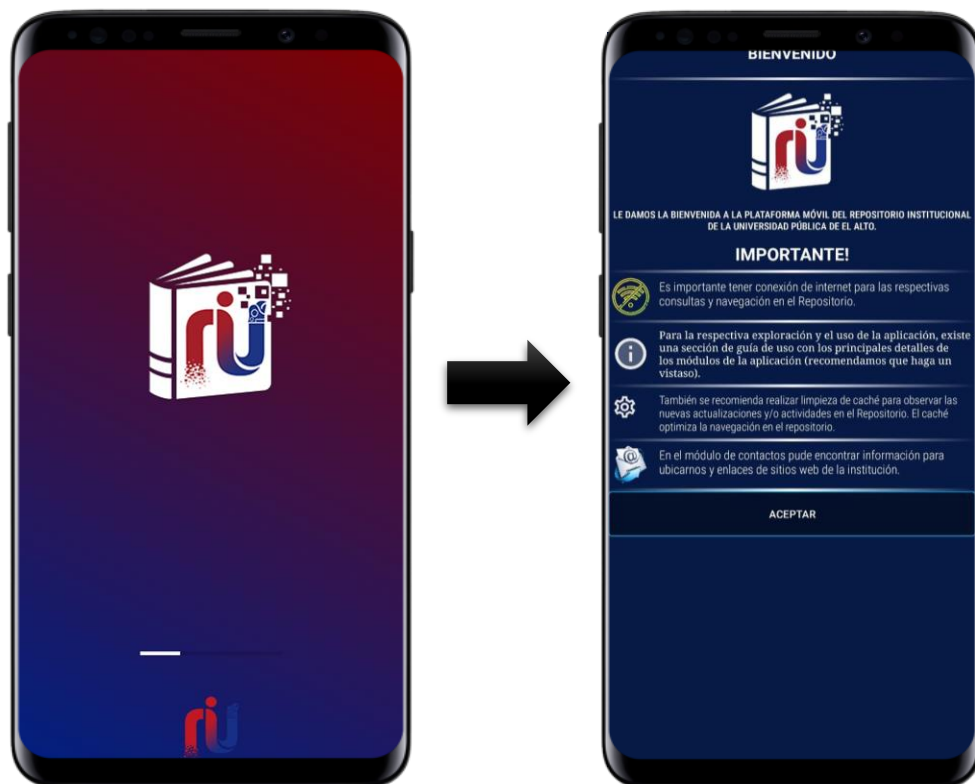 riU
riU
BIENVENIDO
riU
LE DAMOS LA BIENVENIDA A LA PLATAFORMA MÓVIL DEL REPOSITORIO INSTITUCIONAL
DE LA UNIVERSIDAD PÚBLICA DE EL ALTO.
IMPORTANTE!
Es importante tener conexión de internet para las respectivas
consultas y navegación en el Repositorio.
Para la respectiva exploración y el uso de la aplicación, existe
una sección de guía de uso con los principales detalles de
los módulos de la aplicación (recomendamos que haga un
vistaso).
También se recomienda realizar limpieza de caché para observar las
nuevas actualizaciones y/o actividades en el Repositorio. El caché
optimiza la navegación en el repositorio.
En el módulo de contactos pude encontrar información para
ubicarnos y enlaces de sitios web de la institución.
ACEPTAR